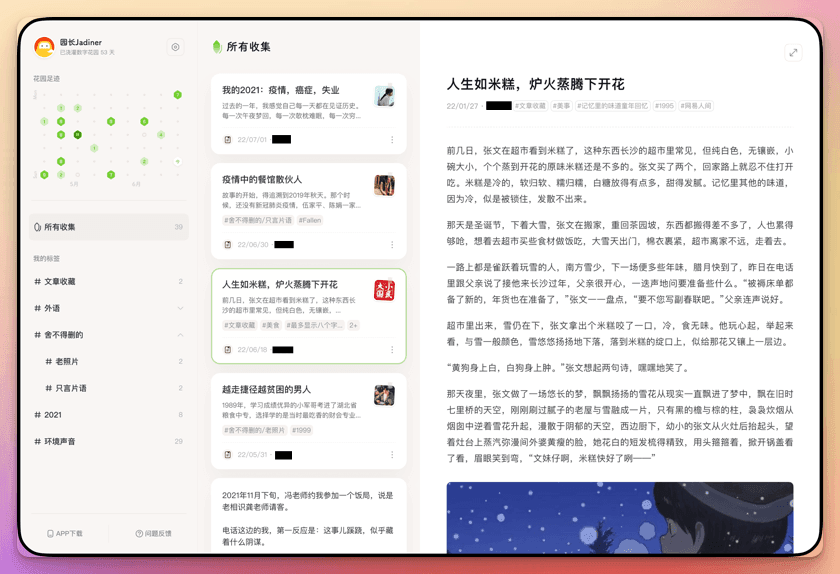 园长Jadiner
已浇灌数字花园 53 天
花园足迹
5月
6月
所有收集 39
我的标签
# 文章收藏 2
# 外语
# 舍不得删的
# 老照片 2
# 只言片语 2
# 2021 8
# 环境声音 29
APP下载
问题反馈
所有收集
我的2021：疫情，癌症，失业
过去的一年，我感觉自己每一天都在见证历史。
每一次午夜梦回，每一次耿枕难眠，每一次穷...
22/07/01 ·
疫情中的餐馆散伙人
故事的开始，得追溯到2019年秋天。那个时
候，还没有新冠肺炎疫情，伍家平、陈娟一家...
#舍不得删的/只言片语 #Fallen
22/06/30 ·
人生如米糕，炉火蒸腾下开花
前几日，张文在超市看到米糕了，这种东西长
沙的超市里常见，但纯白色，无镶嵌，...
#文章收藏 #美食 #最多显示八个字... 2+
22/06/18 ·
越走捷径越贫困的男人
1989年，学习成绩优异的小军哥考进了湖北省
粮食中专，选择学的是当时最吃香的财会专业...
#舍不得删的/老照片 #1999
22/05/31 ·
2021年11月下旬，冯老师约我参加一个饭局，说是
老相识龚老师请客。
电话这边的我，第一反应是：这事儿蹊跷，似乎藏
着什么阴谋。
人生如米糕，炉火蒸腾下开花
22/01/27 · #文章收藏 #美事 #记忆里的味道童年回忆 #1995 #网易人间
前几日，张文在超市看到米糕了，这种东西长沙的超市里常见，但纯白色，无镶嵌，小
碗大小，个个蒸到开花的原味米糕还是不多的。张文买了两个，回家路上就忍不住打开
吃。米糕是冷的，软归软、糯归糯，白糖放得有点多，甜得发腻。记忆里其他的味道，
因为冷，似是被锁住，发散不出来。
那天是圣诞节，下着大雪，张文在搬家，重回茶园坡，东西都搬得差不多了，人也累得
够呛，想着去超市买些食材做饭吃，大雪天出门，棉衣裹紧，超市离家不远，走着去。
一路上都是雀跃着玩雪的人，南方雪少，下一场便多些年味，腊月快到了，昨日在电话
里跟父亲说了接他来长沙过年，父亲很开心，一迭声地问要准备些什么。“被褥床单都
备了新的，年货也在准备了，”张文一一盘点，“要不您写副春联吧。”父亲连声说好。
超市里出来，雪仍在下，张文拿出个米糕咬了一口，冷，食无味。他玩心起，举起来
看，与雪一般颜色，雪悠悠扬扬地下落，落到米糕的绽口上，似给那花又镶上一层边。
“黄狗身上白，白狗身上肿。”张文想起两句诗，嘿嘿地笑了。
那天夜里，张文做了一场悠长的梦，飘飘扬扬的雪花从现实一直飘进了梦中，飘在旧时
七里桥的天空，刚刚刷过腻子的老屋与雪融成一片，只有黑的檐与棕的柱，袅袅炊烟从
烟囱中逆着雪花升起，漫散于阴郁的天空，西边厨下，幼小的张文从火灶后抬起头，望
着灶台上蒸汽弥漫间外婆黄瘦的脸，她花白的短发梳得精致，用头箍箍着，掀开锅盖看
了看，眉眼笑到弯，“文妹仔啊，米糕快好了咧——”